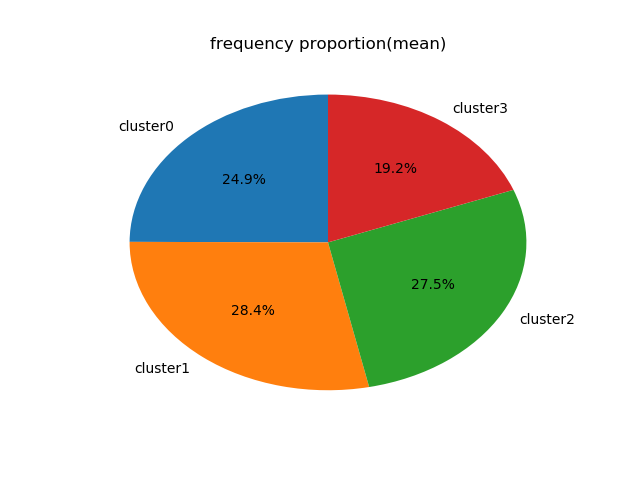 frequency proportion(mean)
cluster3
cluster0
19.2%
24.9%
27.5%
28.4%
cluster2
cluster1